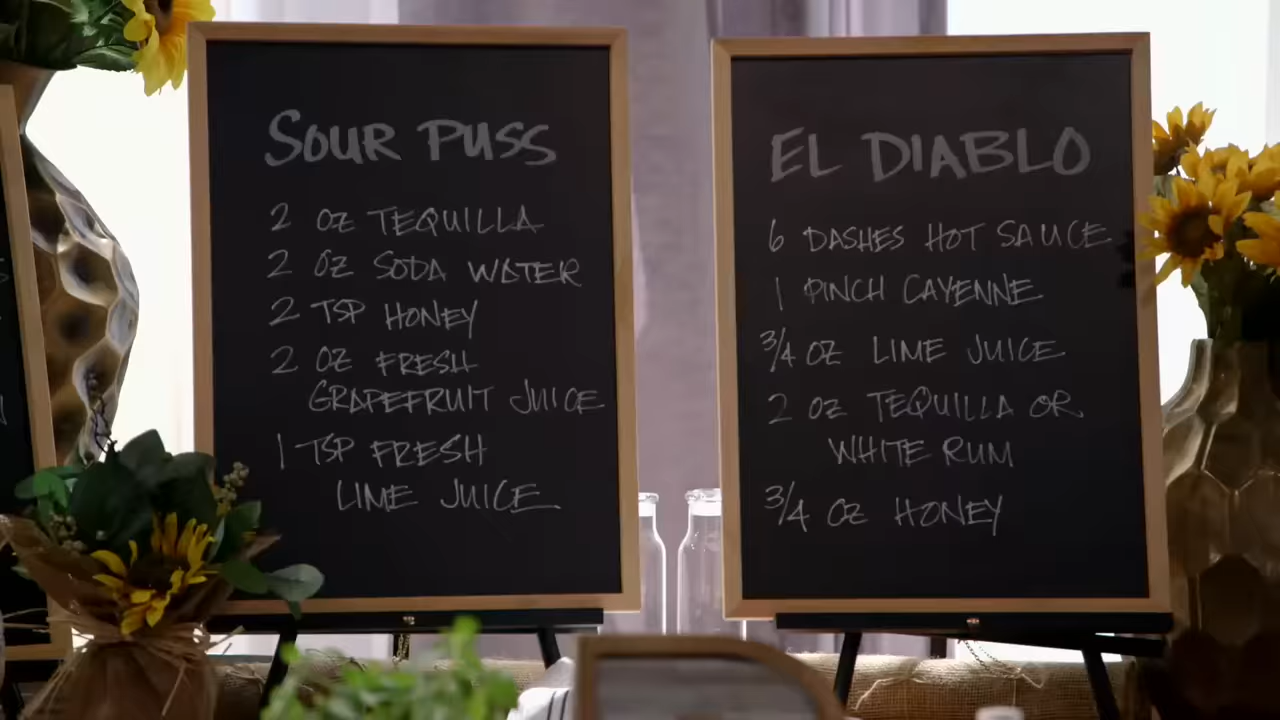 SOUR PUSS
2 OZ TEQUILLA
2 OZ SODA WATER
2 TSP HONEY
2 OZ FRESH
GRAPEFRUIT JUICE
1 TSP FRESH
LIME JUICE
EL DIABLO
6 DASHES HOT SAUCE
1 PINCH CAYENNE
3/4 OZ LIME JUICE
2 OZ TEQUILLA OR
WHITE RUM
3/4 OZ HONEY